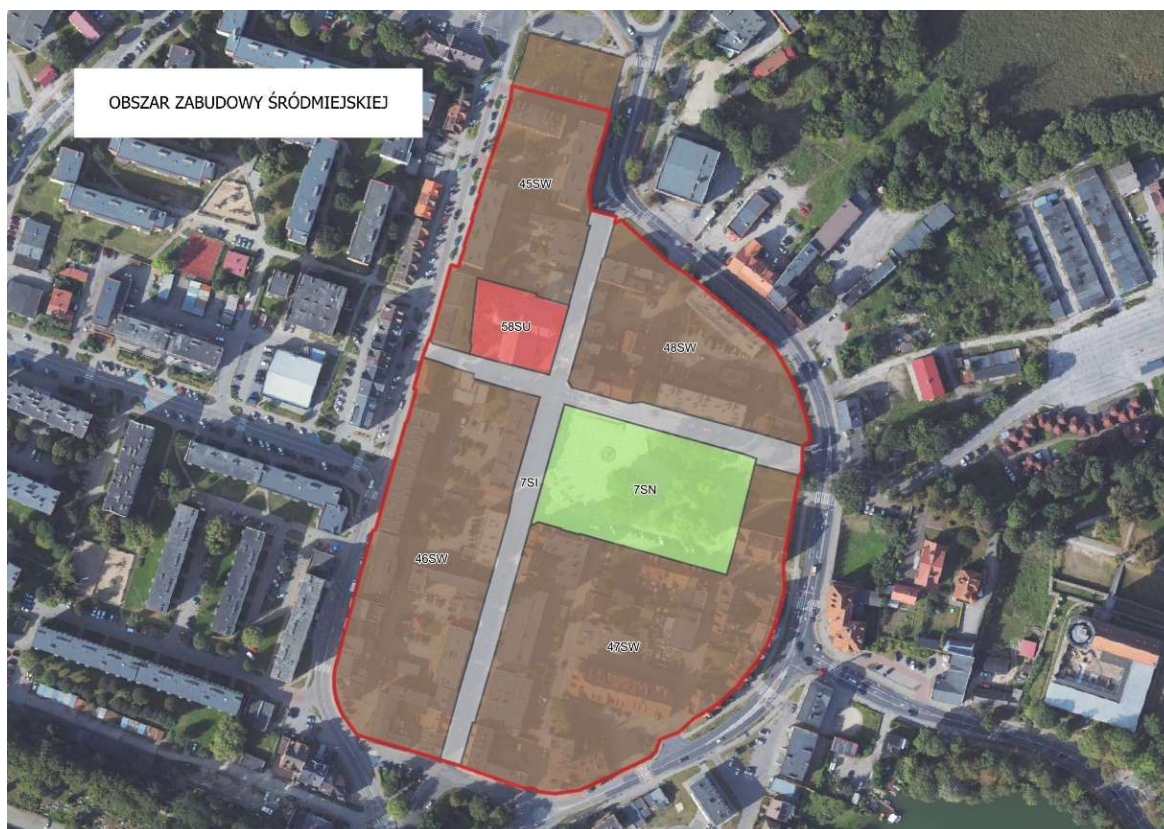 OBSZAR ZABUDOWY ŚRÓDMIEJSKIEJ
45SW
58SU
48SW
7SI
7SN
46SW
47SW